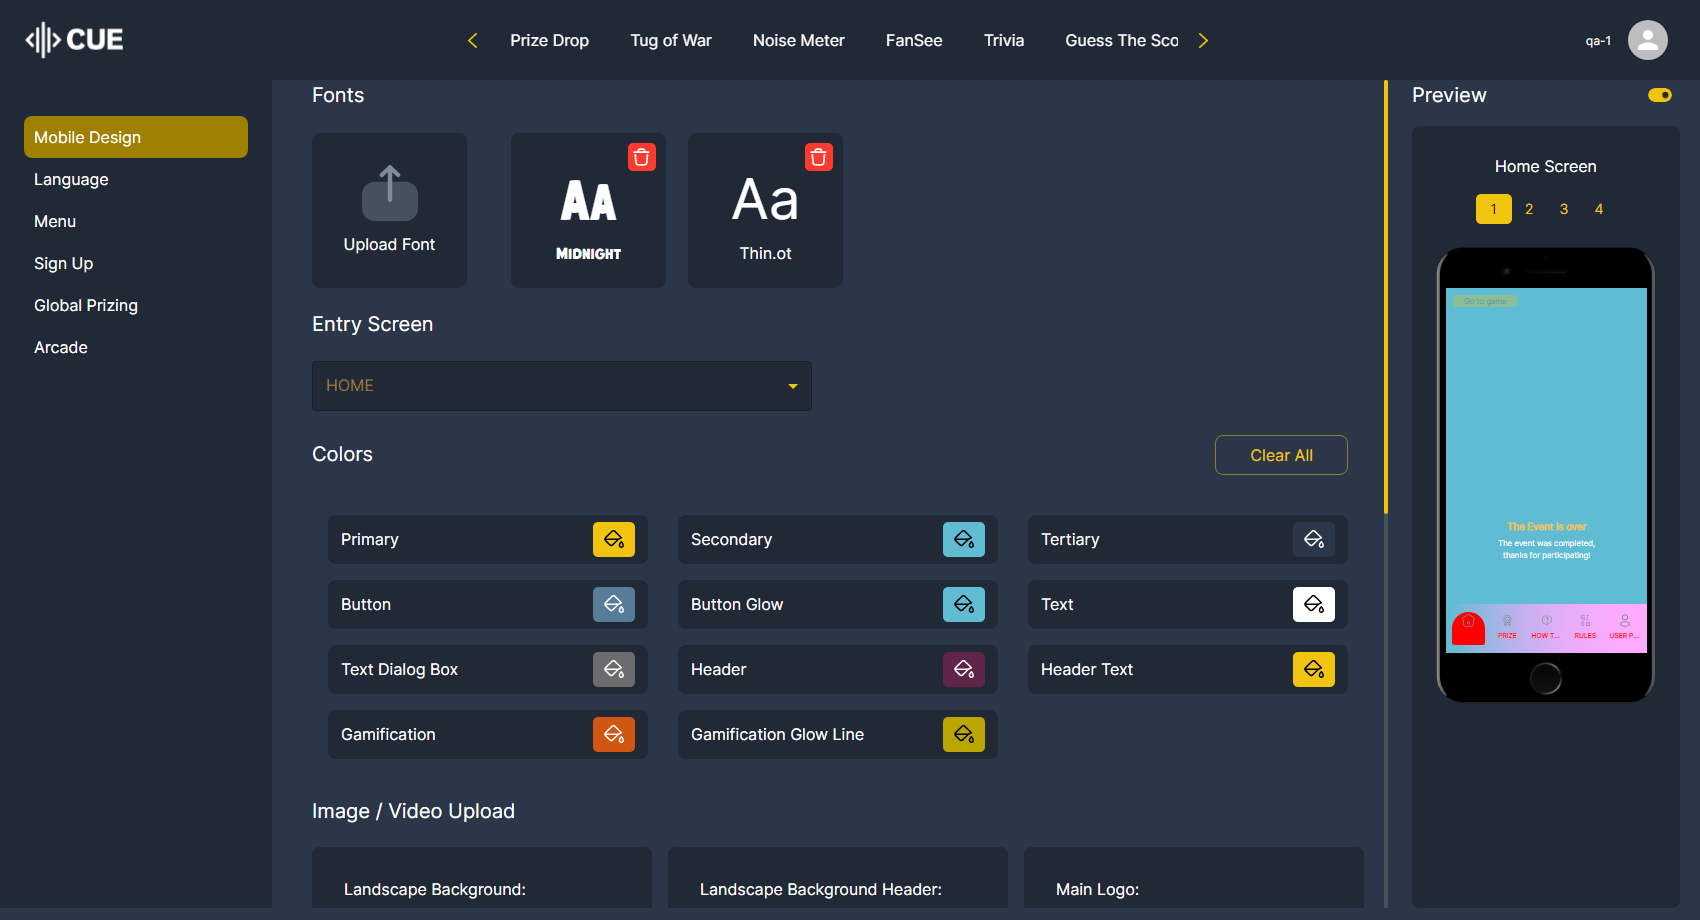 CUE
Prize Drop
Tug of War
Noise Meter
FanSee
Trivia
Guess The Sco
qa-1
Mobile Design
Language
Menu
Sign Up
Global Prizing
Arcade
Fonts
Upload Font
AA
MIDNIGHT
Aa
Thin.ot
Entry Screen
HOME
Colors
Clear All
Primary
Secondary
Tertiary
Button
Button Glow
Text
Text Dialog Box
Header
Header Text
Gamification
Gamification Glow Line
Image / Video Upload
Landscape Background:
Landscape Background Header:
Main Logo:
Preview
Home Screen
1 2 3 4
Go to game
The Event is over
The event was completed,
thanks for participating!
PRIZE
HOW T...
RULES
USER P...